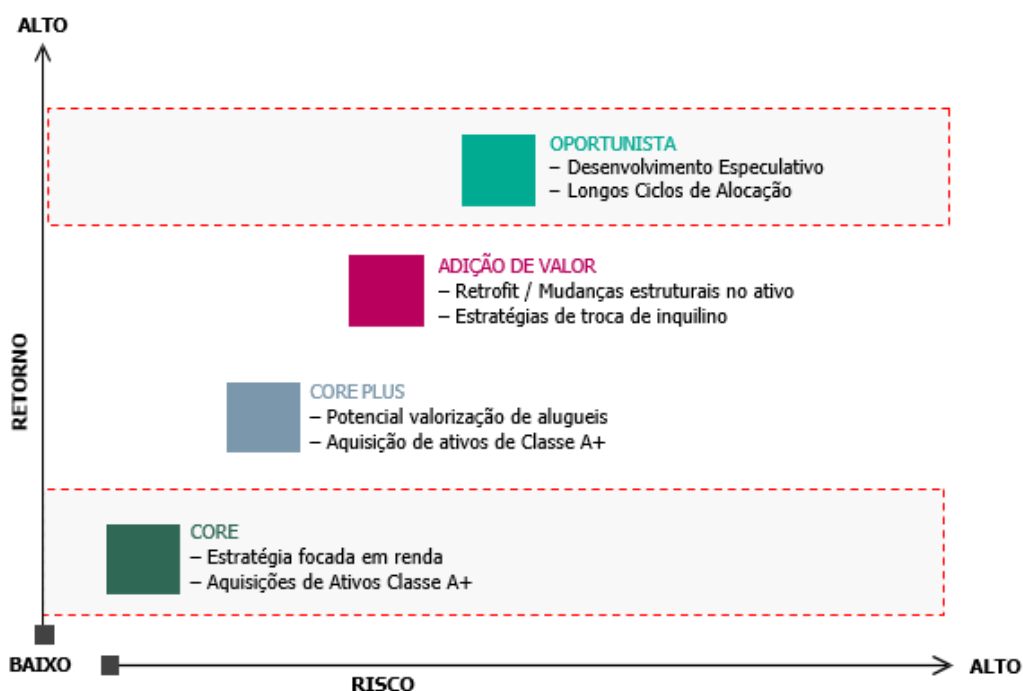 ALTO
OPORTUNISTA
– Desenvolvimento Especulativo
– Longos Ciclos de Alocação
ADIÇÃO DE VALOR
– Retrofit / Mudanças estruturais no ativo
– Estratégias de troca de inquilino
RETORNO
CORE PLUS
– Potencial valorização de alugueis
– Aquisição de ativos de Classe A+
CORE
– Estratégia focada em renda
– Aquisições de Ativos Classe A+
BAIXO
ALTO
RISCO